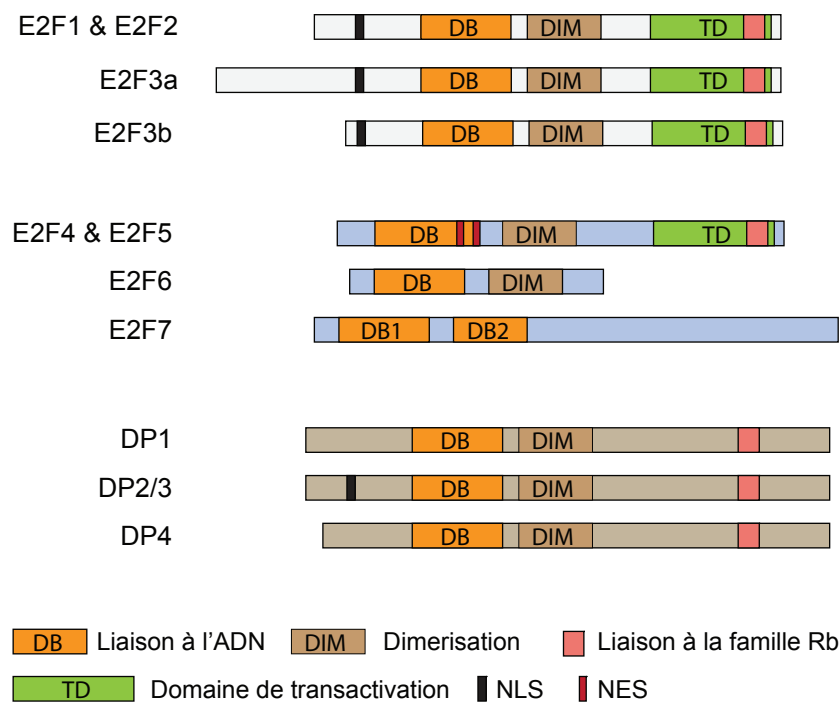 E2F1 & E2F2 DB DIM TD
E2F3a DB DIM TD
E2F3b DB DIM TD
E2F4 & E2F5 DB DIM TD
E2F6 DB DIM
E2F7 DB1 DB2
DP1 DB DIM
DP2/3 DB DIM
DP4 DB DIM
DB Liaison à l'ADN DIM Dimerisation Liaison à la famille Rb
TD Domaine de transactivation NLS NES